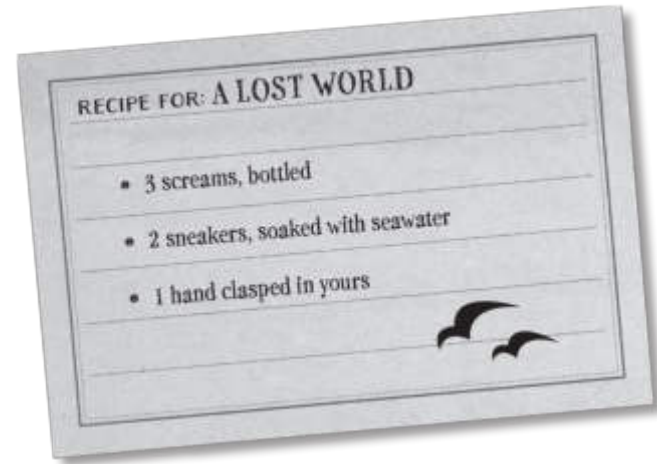 RECIPE FOR: A LOST WORLD
• 3 screams, bottled
• 2 sneakers, soaked with seawater
• 1 hand clasped in yours